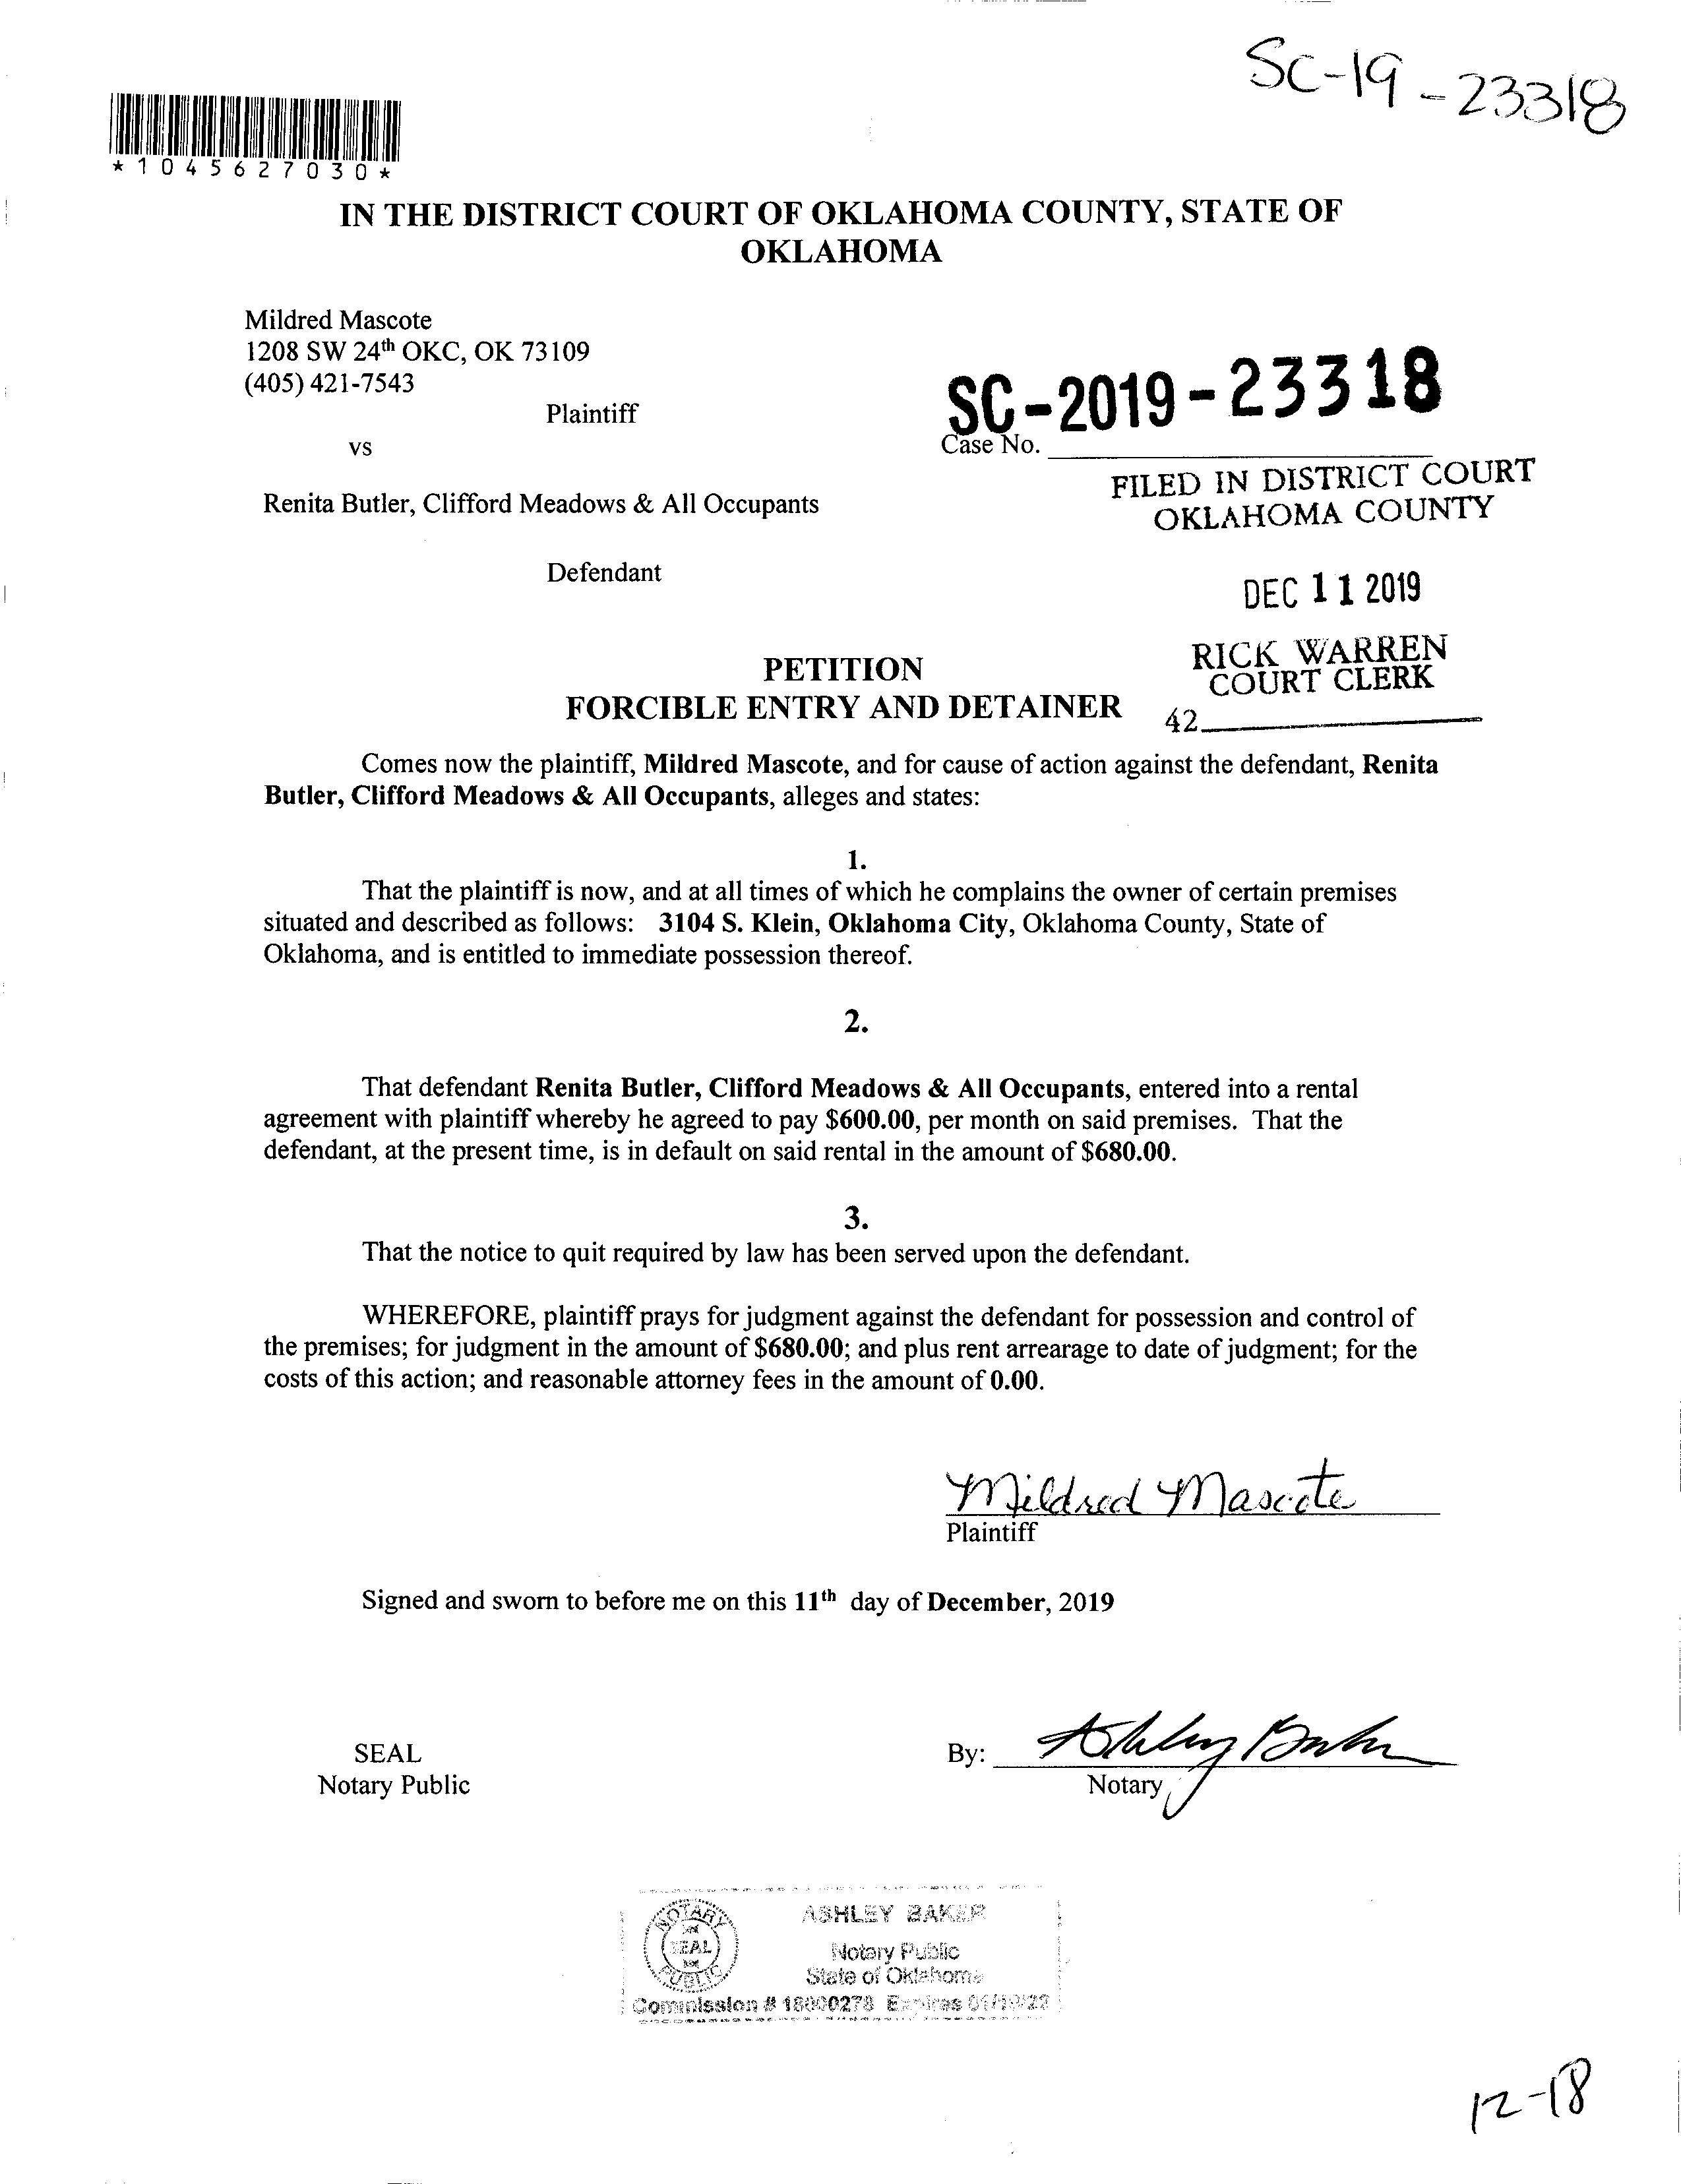 SC-19-23318
*1045627030*
IN THE DISTRICT COURT OF OKLAHOMA COUNTY, STATE OF
OKLAHOMA
Mildred Mascote
1208 SW 24th OKC, OK 73109
(405) 421-7543
Plaintiff
vs
SC-2019-23318
Case No.
Renita Butler, Clifford Meadows & All Occupants
FILED IN DISTRICT COURT
OKLAHOMA COUNTY
Defendant
DEC 11 2019
RICK WARREN
COURT CLERK
42
PETITION
FORCIBLE ENTRY AND DETAINER
Comes now the plaintiff, Mildred Mascote, and for cause of action against the defendant, Renita
Butler, Clifford Meadows & All Occupants, alleges and states:
1.
That the plaintiff is now, and at all times of which he complains the owner of certain premises
situated and described as follows: 3104 S. Klein, Oklahoma City, Oklahoma County, State of
Oklahoma, and is entitled to immediate possession thereof.
2.
That defendant Renita Butler, Clifford Meadows & All Occupants, entered into a rental
agreement with plaintiff whereby he agreed to pay $600.00, per month on said premises. That the
defendant, at the present time, is in default on said rental in the amount of $680.00.
3.
That the notice to quit required by law has been served upon the defendant.
WHEREFORE, plaintiff prays for judgment against the defendant for possession and control of
the premises; for judgment in the amount of $680.00; and plus rent arrearage to date of judgment; for the
costs of this action; and reasonable attorney fees in the amount of 0.00.
Mildred Mascote
Plaintiff
Signed and sworn to before me on this 11th day of December, 2019
SEAL
Notary Public
By: Ashley Baker
Notary
NOTARY
SEAL
PUBLIC
ASHLEY BAKER
Notary Public
State of Oklahoma
Commission # 18000278 Expires
12-18